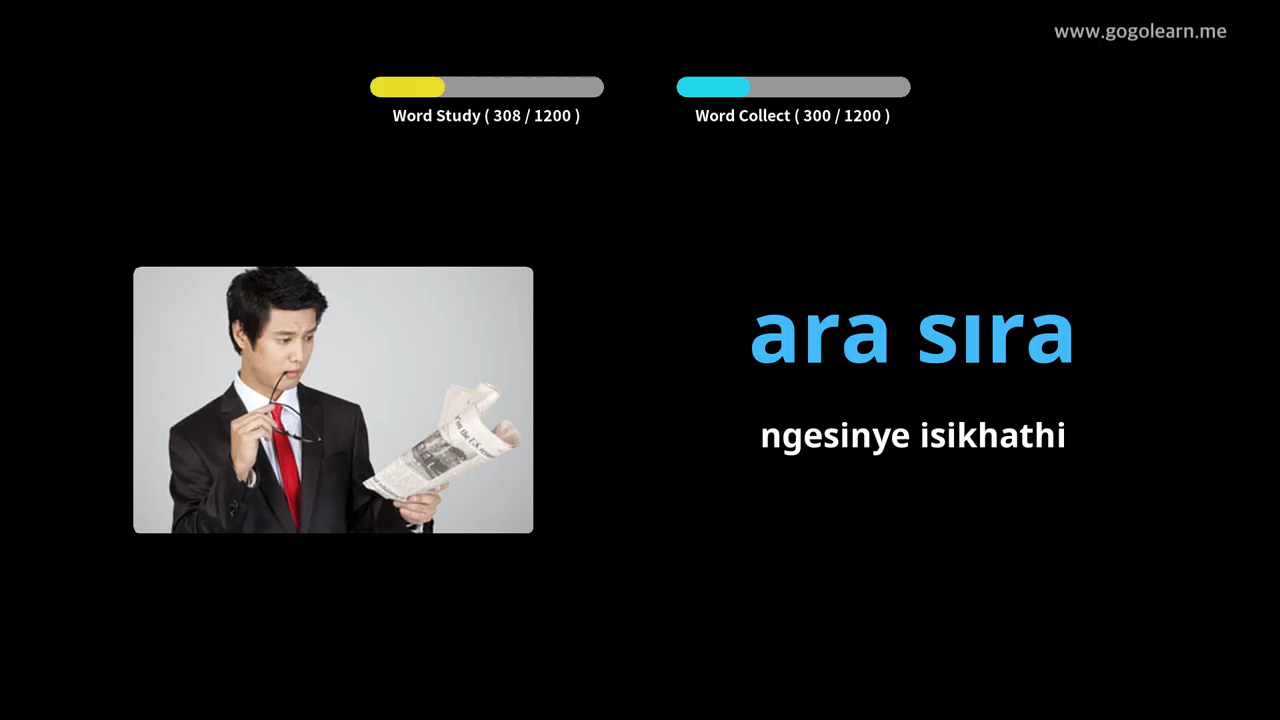 www.gogolearn.me
Word Study ( 308 / 1200 )
Word Collect ( 300 / 1200 )
ara sıra
ngesinye isikhathi